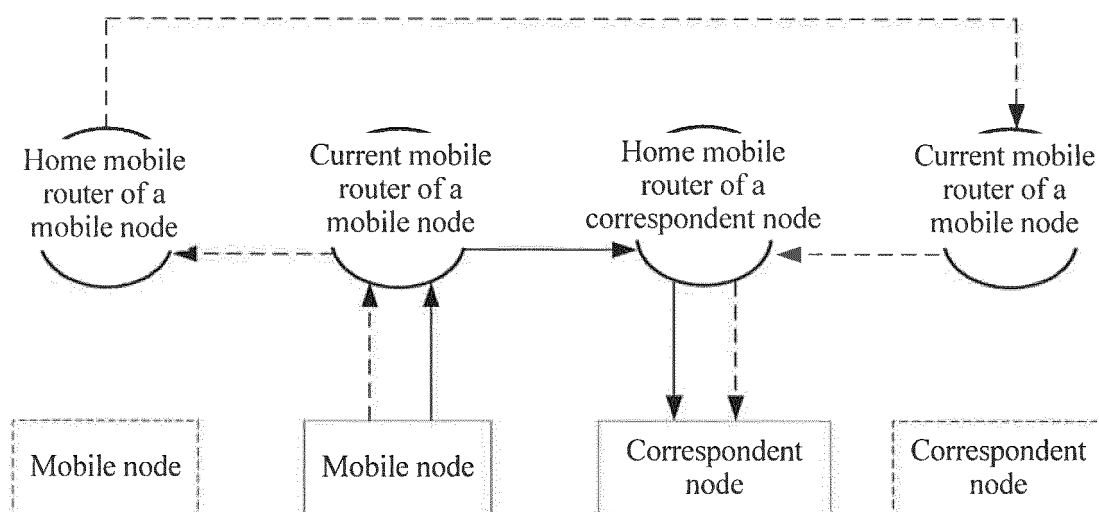 Home mobile
router of a
mobile node
Current mobile
router of a
mobile node
Home mobile
router of a
correspondent node
Current mobile
router of a
mobile node
Mobile node
Mobile node
Correspondent
node
Correspondent
node